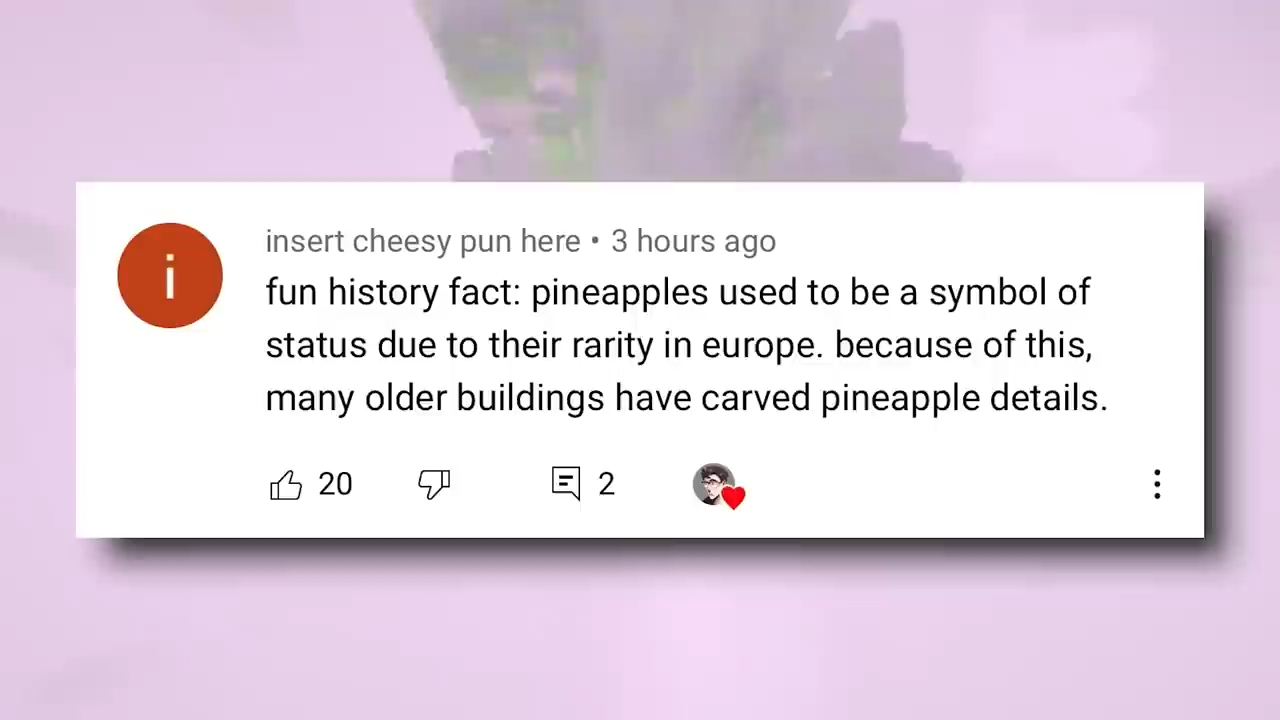 i
insert cheesy pun here • 3 hours ago
fun history fact: pineapples used to be a symbol of
status due to their rarity in europe. because of this,
many older buildings have carved pineapple details.
20
2